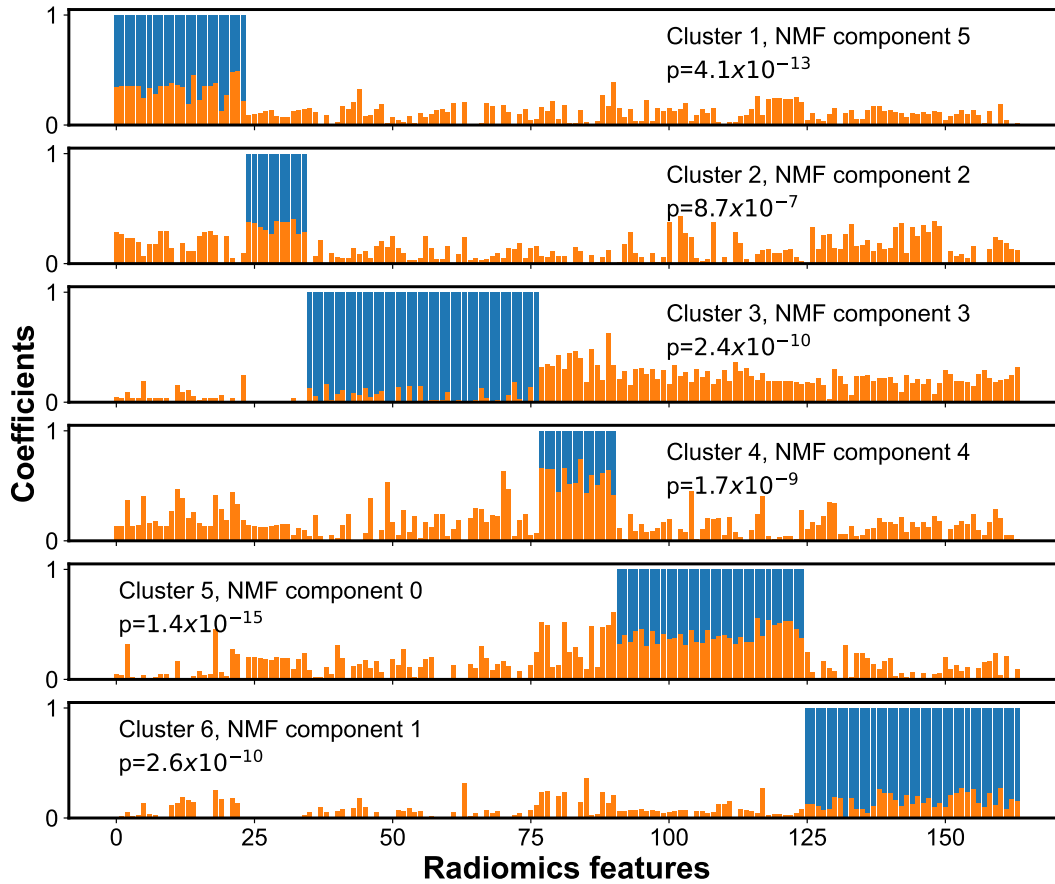 1
Cluster 1, NMF component 5
p=4.1x10⁻¹³
0
1
Cluster 2, NMF component 2
p=8.7x10⁻⁷
0
1
Cluster 3, NMF component 3
p=2.4x10⁻¹⁰
0
1
Cluster 4, NMF component 4
p=1.7x10⁻⁹
0
1
Cluster 5, NMF component 0
p=1.4x10⁻¹⁵
0
1
Cluster 6, NMF component 1
p=2.6x10⁻¹⁰
0
Coefficients
0 25 50 75 100 125 150
Radiomics features